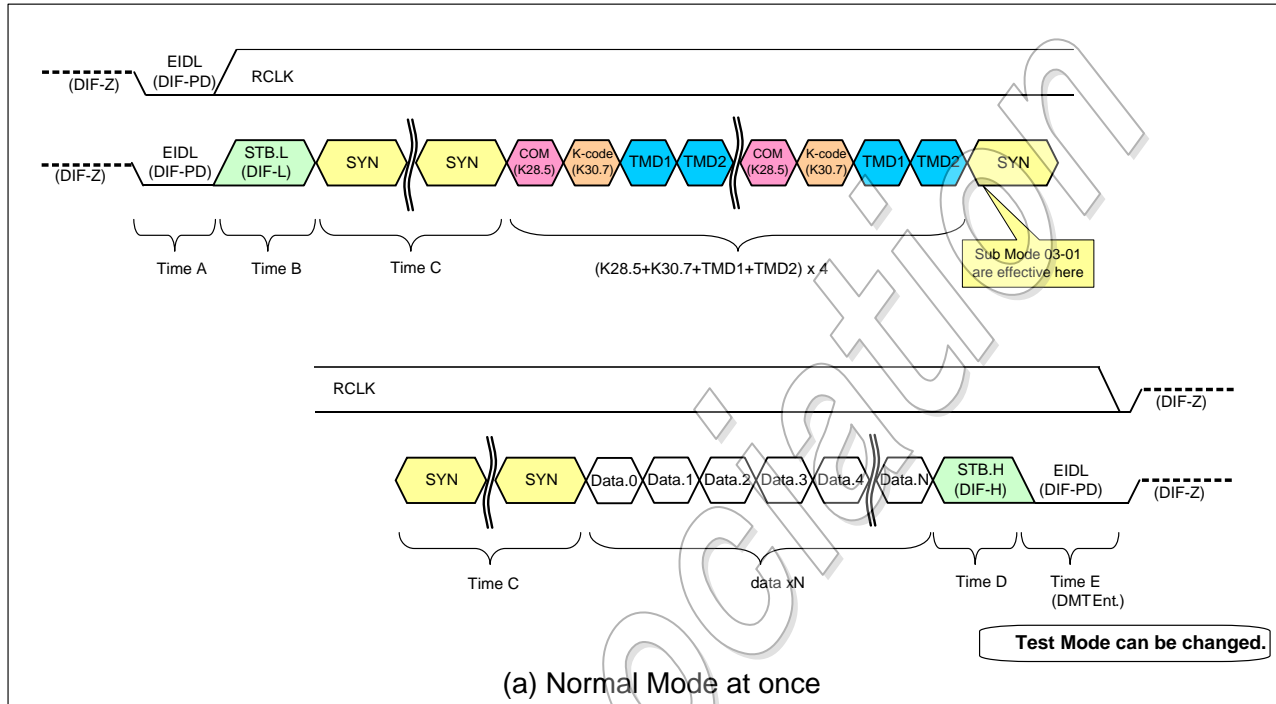 EIDL
(DIF-PD)
(DIF-Z)
RCLK
EIDL
(DIF-PD)
(DIF-Z)
STB.L
(DIF-L)
SYN
SYN
COM
(K28.5)
K-code
(K30.7)
TMD1
TMD2
COM
(K28.5)
K-code
(K30.7)
TMD1
TMD2
SYN
Time A
Time B
Time C
(K28.5+K30.7+TMD1+TMD2) x 4
Sub Mode 03-01
are effective here
RCLK
(DIF-Z)
SYN
SYN
Data.0
Data.1
Data.2
Data.3
Data.4
Data.N
STB.H
(DIF-H)
EIDL
(DIF-PD)
(DIF-Z)
Time C
data xN
Time D
Time E
(DMTEnt.)
Test Mode can be changed.
(a) Normal Mode at once
ociation